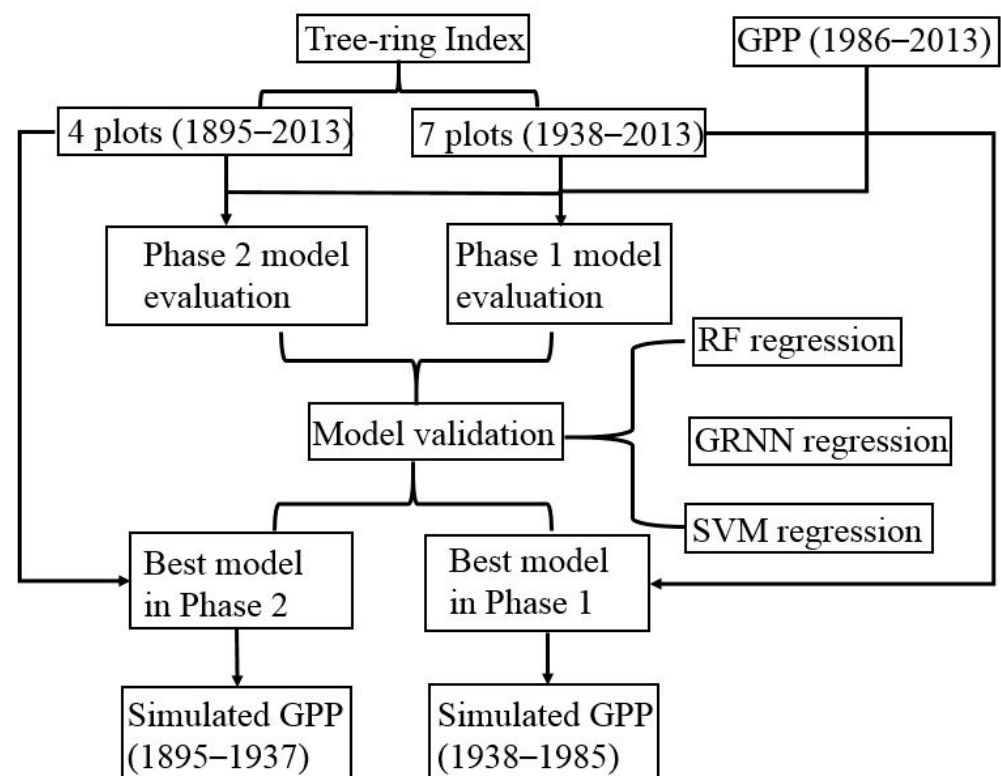 Tree-ring Index
GPP (1986–2013)
4 plots (1895–2013)
7 plots (1938–2013)
Phase 2 model
evaluation
Phase 1 model
evaluation
RF regression
Model validation
GRNN regression
SVM regression
Best model
in Phase 2
Best model
in Phase 1
Simulated GPP
(1895–1937)
Simulated GPP
(1938–1985)